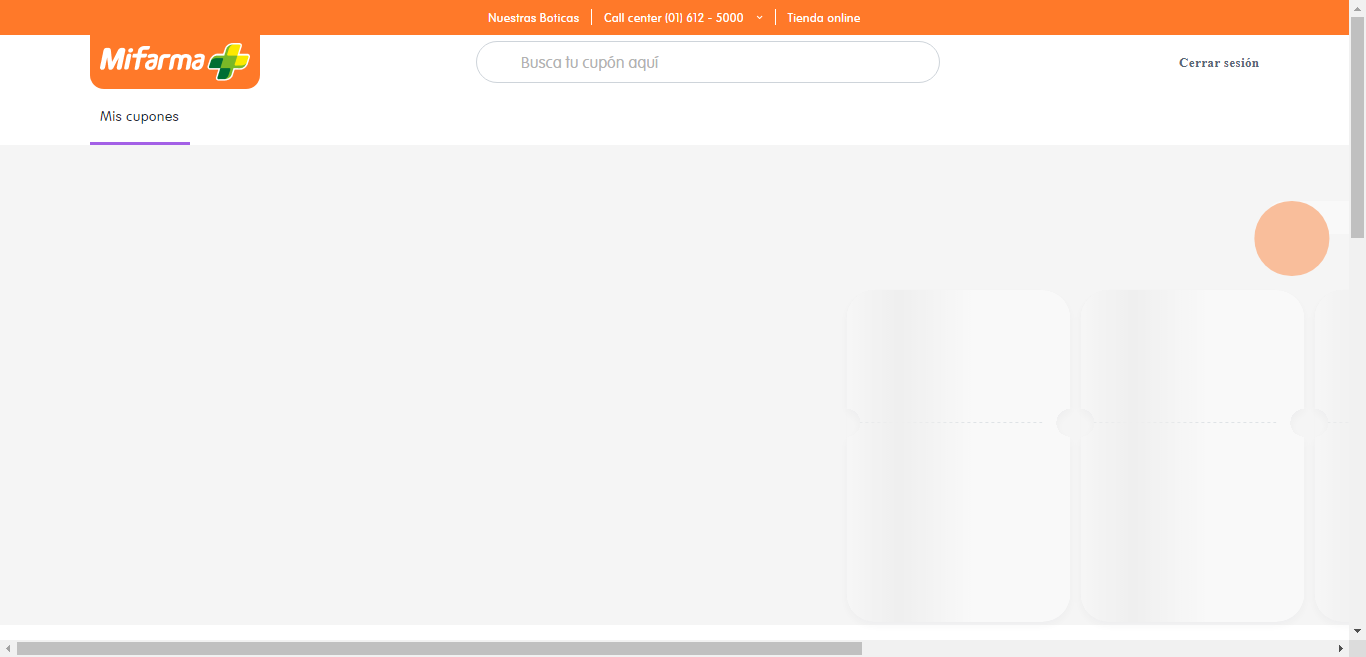 Nuestras Boticas
Call center (01) 612 - 5000
Tienda online
Mifarma
Busca tu cupón aquí
Cerrar sesión
Mis cupones